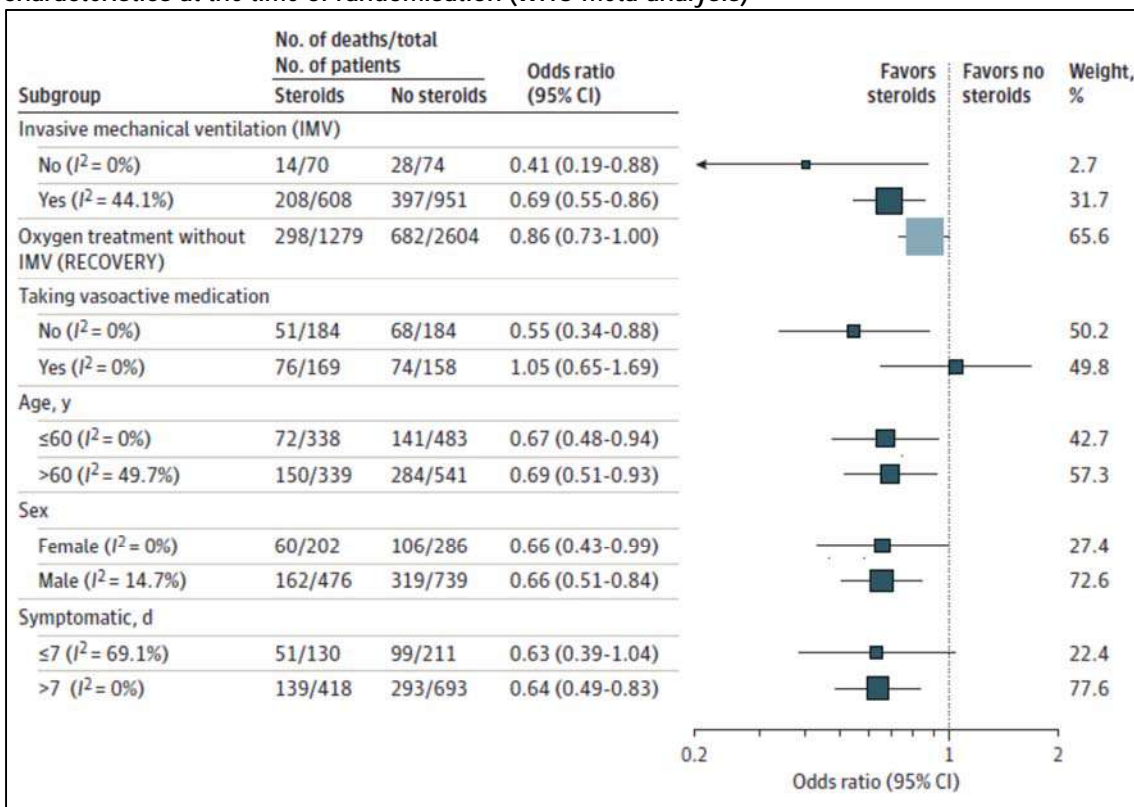 characteristics at the time of randomisation (WHO meta-analysis)
No. of deaths/total
No. of patients Odds ratio Favors Favors no Weight,
Subgroup Steroids No steroids (95% CI) steroids steroids %
Invasive mechanical ventilation (IMV)
No (I² = 0%) 14/70 28/74 0.41 (0.19-0.88) 2.7
Yes (I² = 44.1%) 208/608 397/951 0.69 (0.55-0.86) 31.7
Oxygen treatment without 298/1279 682/2604 0.86 (0.73-1.00) 65.6
IMV (RECOVERY)
Taking vasoactive medication
No (I² = 0%) 51/184 68/184 0.55 (0.34-0.88) 50.2
Yes (I² = 0%) 76/169 74/158 1.05 (0.65-1.69) 49.8
Age, y
≤60 (I² = 0%) 72/338 141/483 0.67 (0.48-0.94) 42.7
>60 (I² = 49.7%) 150/339 284/541 0.69 (0.51-0.93) 57.3
Sex
Female (I² = 0%) 60/202 106/286 0.66 (0.43-0.99) 27.4
Male (I² = 14.7%) 162/476 319/739 0.66 (0.51-0.84) 72.6
Symptomatic, d
≤7 (I² = 69.1%) 51/130 99/211 0.63 (0.39-1.04) 22.4
>7 (I² = 0%) 139/418 293/693 0.64 (0.49-0.83) 77.6
0.2 1 2
Odds ratio (95% CI)